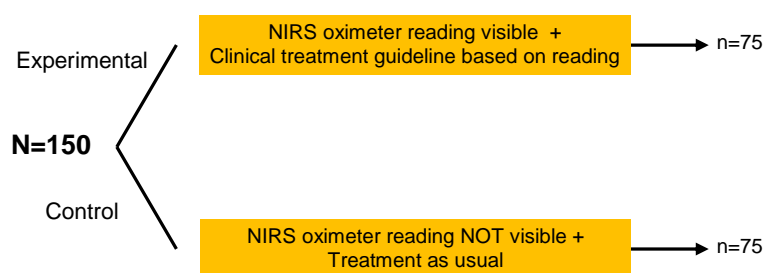 Experimental
NIRS oximeter reading visible +
Clinical treatment guideline based on reading
n=75
N=150
Control
NIRS oximeter reading NOT visible +
Treatment as usual
n=75